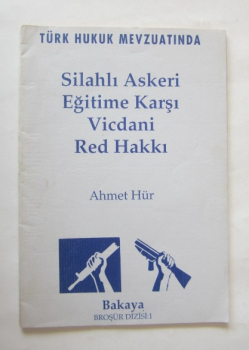 TÜRK HUKUK MEVZUATINDA
Silahlı Askeri
Eğitime Karşı
Vicdani
Red Hakkı
Ahmet Hür
Bakaya
BROŞÜR DİZİSİ:1